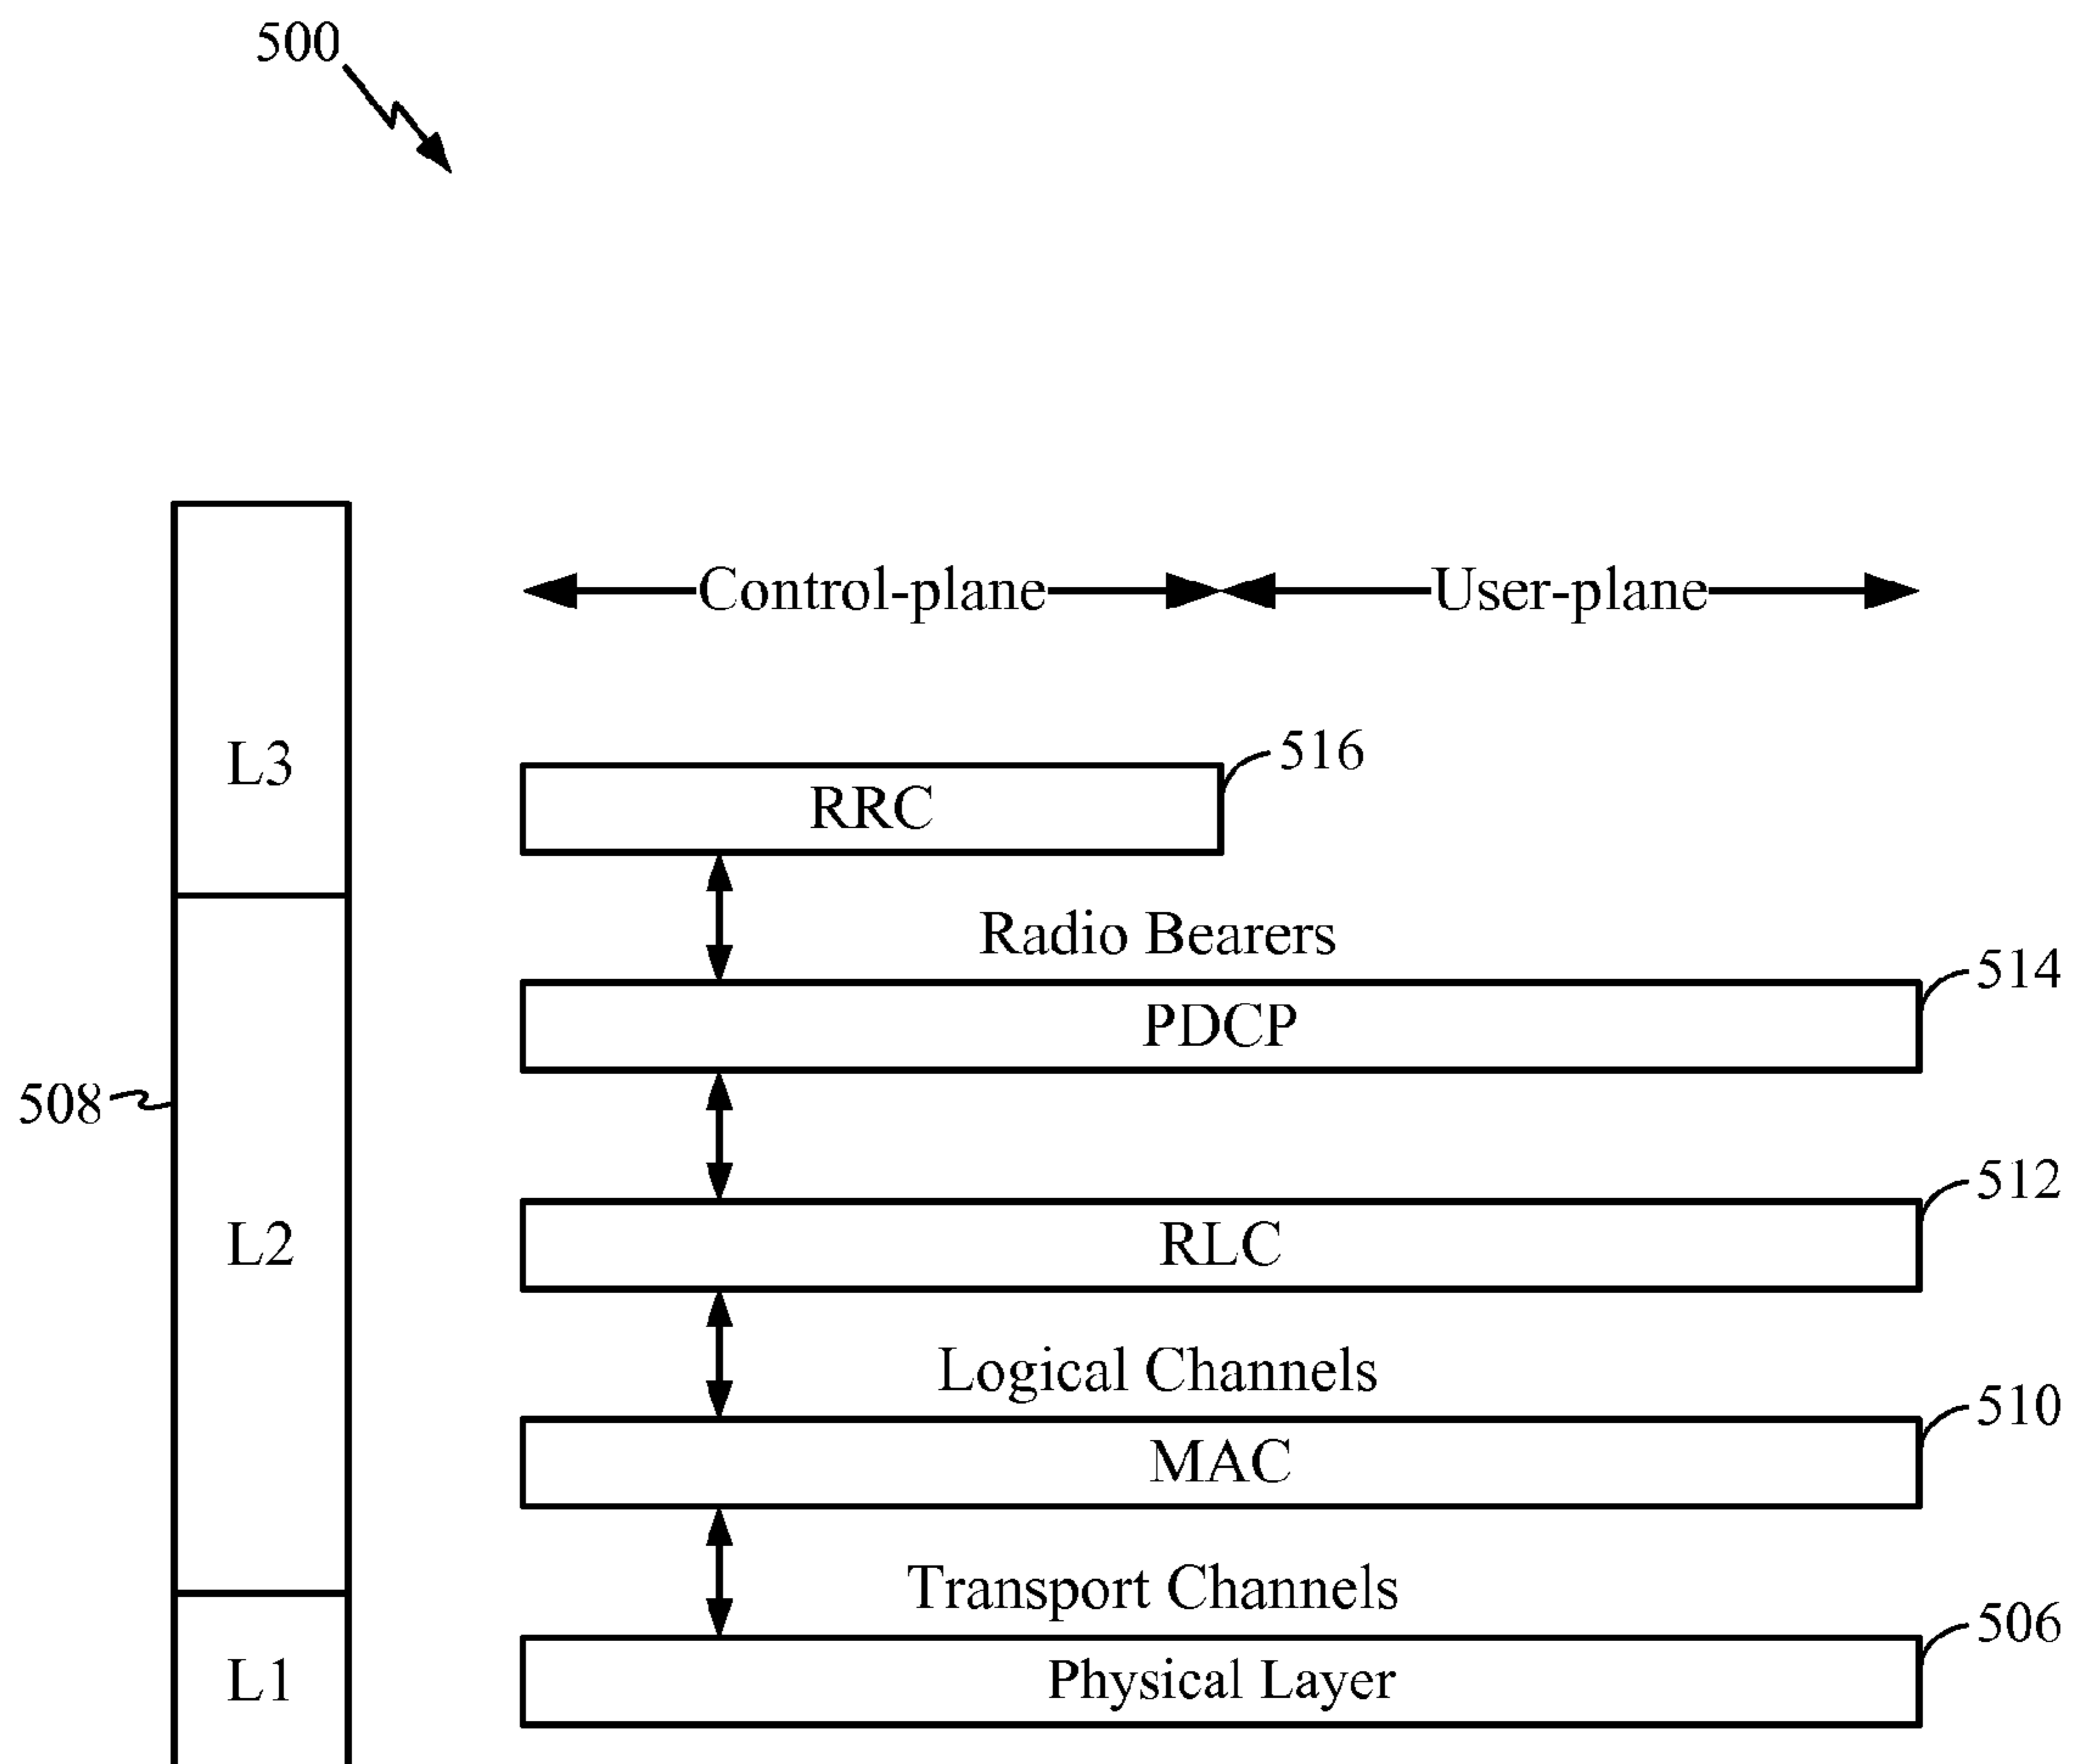 500
Control-plane User-plane
L3
516
RRC
Radio Bearers
514
PDCP
508
512
L2
RLC
Logical Channels
510
MAC
Transport Channels
506
L1
Physical Layer